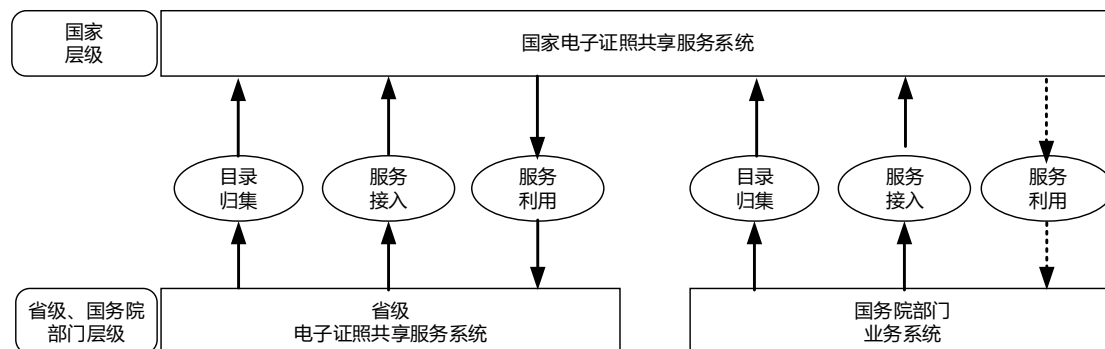 国家
层级
国家电子证照共享服务系统
目录
归集
服务
接入
服务
利用
目录
归集
服务
接入
服务
利用
省级、国务院
部门层级
省级
电子证照共享服务系统
国务院部门
业务系统